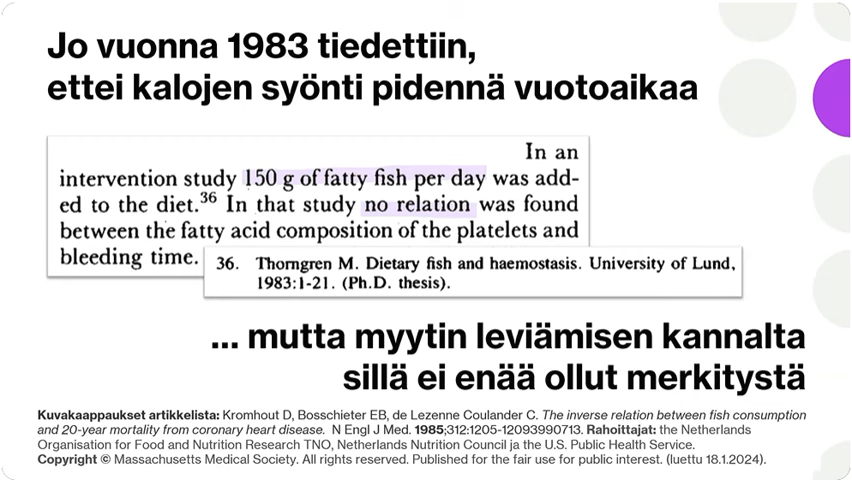 Jo vuonna 1983 tiedettiin,
ettei kalojen syönti pidennä vuotoaikaa
In an
intervention study 150 g of fatty fish per day was add-
ed to the diet.36 In that study no relation was found
between the fatty acid composition of the platelets and
bleeding time.
36. Thorngren M. Dietary fish and haemostasis. University of Lund,
1983:1-21. (Ph.D. thesis).
... mutta myytin leviämisen kannalta
sillä ei enää ollut merkitystä
Kuvakaappaukset artikkelista: Kromhout D, Bosschieter EB, de Lezenne Coulander C. The inverse relation between fish consumption
and 20-year mortality from coronary heart disease. N Engl J Med. 1985;312:1205-12093990713. Rahoittajat: the Netherlands
Organisation for Food and Nutrition Research TNO, Netherlands Nutrition Council ja the U.S. Public Health Service.
Copyright © Massachusetts Medical Society. All rights reserved. Published for the fair use for public interest. (luettu 18.1.2024).